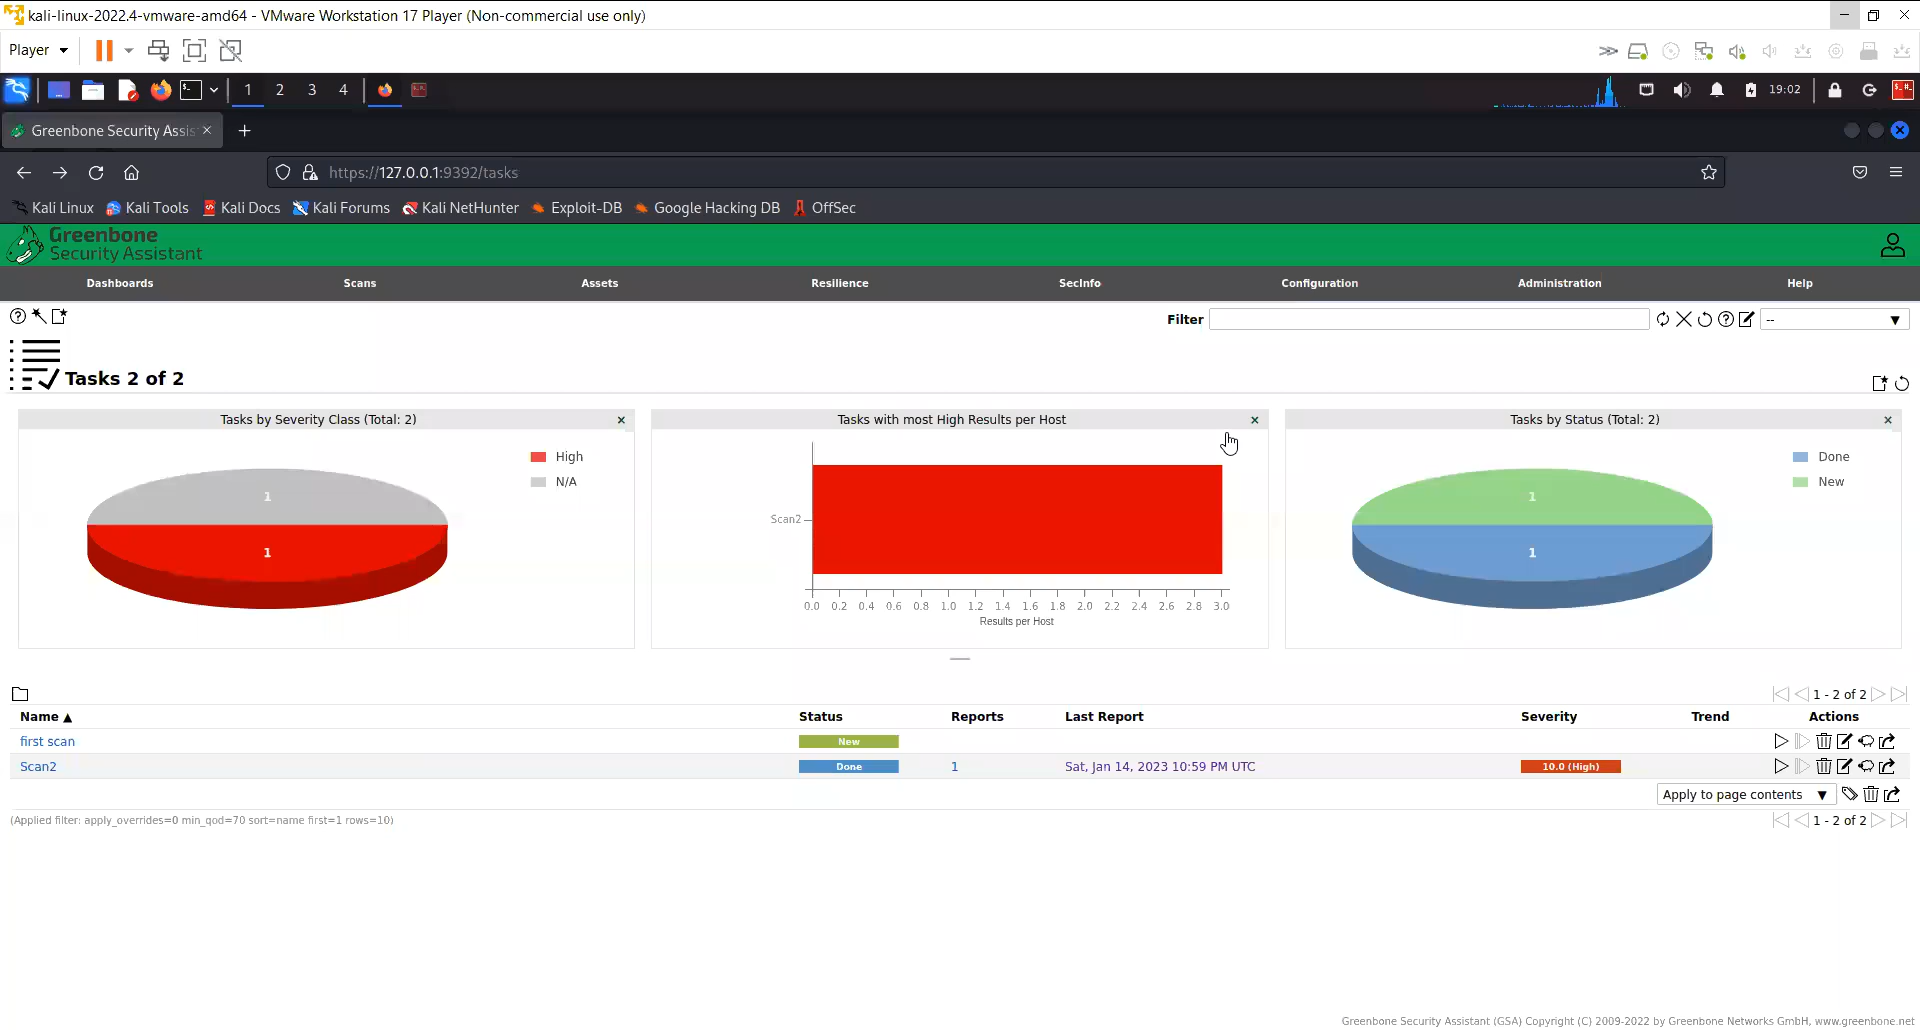 kali-linux-2022.4-vmware-amd64 - VMware Workstation 17 Player (Non-commercial use only)
Player
1 2 3 4
19:02
Greenbone Security Assis
https://127.0.0.1:9392/tasks
Kali Linux Kali Tools Kali Docs Kali Forums Kali NetHunter Exploit-DB Google Hacking DB OffSec
Greenbone
Security Assistant
Dashboards Scans Assets Resilience SecInfo Configuration Administration Help
Filter --
Tasks 2 of 2
Tasks by Severity Class (Total: 2)
High
N/A
1
1
Tasks with most High Results per Host
Scan2
0.0 0.2 0.4 0.6 0.8 1.0 1.2 1.4 1.6 1.8 2.0 2.2 2.4 2.6 2.8 3.0
Results per Host
Tasks by Status (Total: 2)
Done
New
1
1
1 - 2 of 2
Name ▲ Status Reports Last Report Severity Trend Actions
first scan New
Scan2 Done 1 Sat, Jan 14, 2023 10:59 PM UTC 10.0 (High)
Apply to page contents ▼
(Applied filter: apply_overrides=0 min_qod=70 sort=name first=1 rows=10)
1 - 2 of 2
Greenbone Security Assistant (GSA) Copyright (C) 2009-2022 by Greenbone Networks GmbH, www.greenbone.net